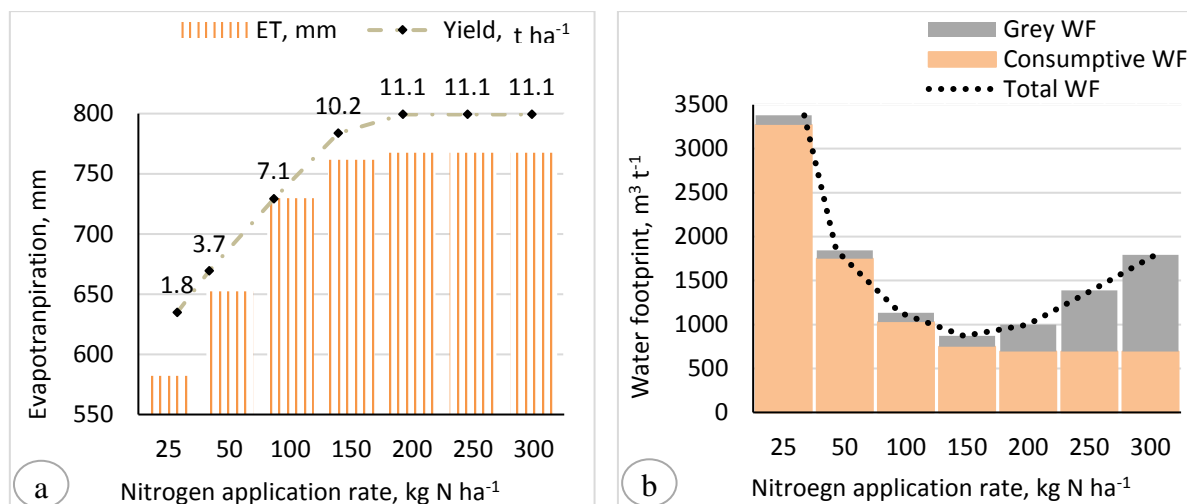 ET, mm
Yield, t ha⁻¹
Evapotranpiration, mm
800
750
700
650
600
550
1.8
3.7
7.1
10.2
11.1
11.1
11.1
25 50 100 150 200 250 300
Nitrogen application rate, kg N ha⁻¹
a
Grey WF
Consumptive WF
Total WF
Water footprint, m³ t⁻¹
3500
3000
2500
2000
1500
1000
500
0
25 50 100 150 200 250 300
Nitroegn application rate, kg N ha⁻¹
b